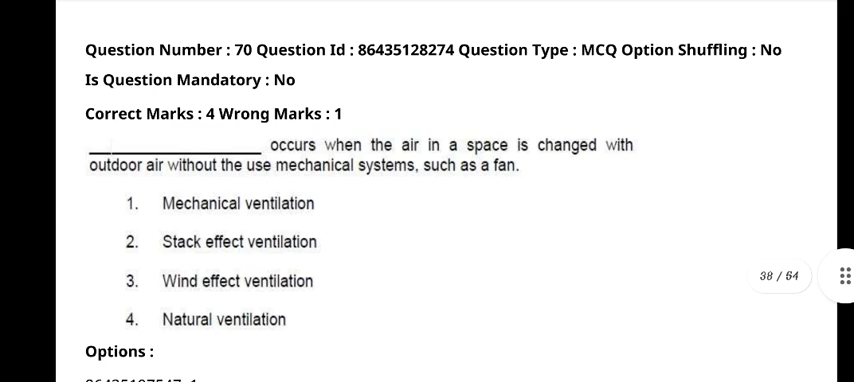 Question Number : 70 Question Id : 86435128274 Question Type : MCQ Option Shuffling : No
Is Question Mandatory : No
Correct Marks : 4 Wrong Marks : 1
____________________ occurs when the air in a space is changed with
outdoor air without the use mechanical systems, such as a fan.
1. Mechanical ventilation
2. Stack effect ventilation
3. Wind effect ventilation
38 / 54
4. Natural ventilation
Options :